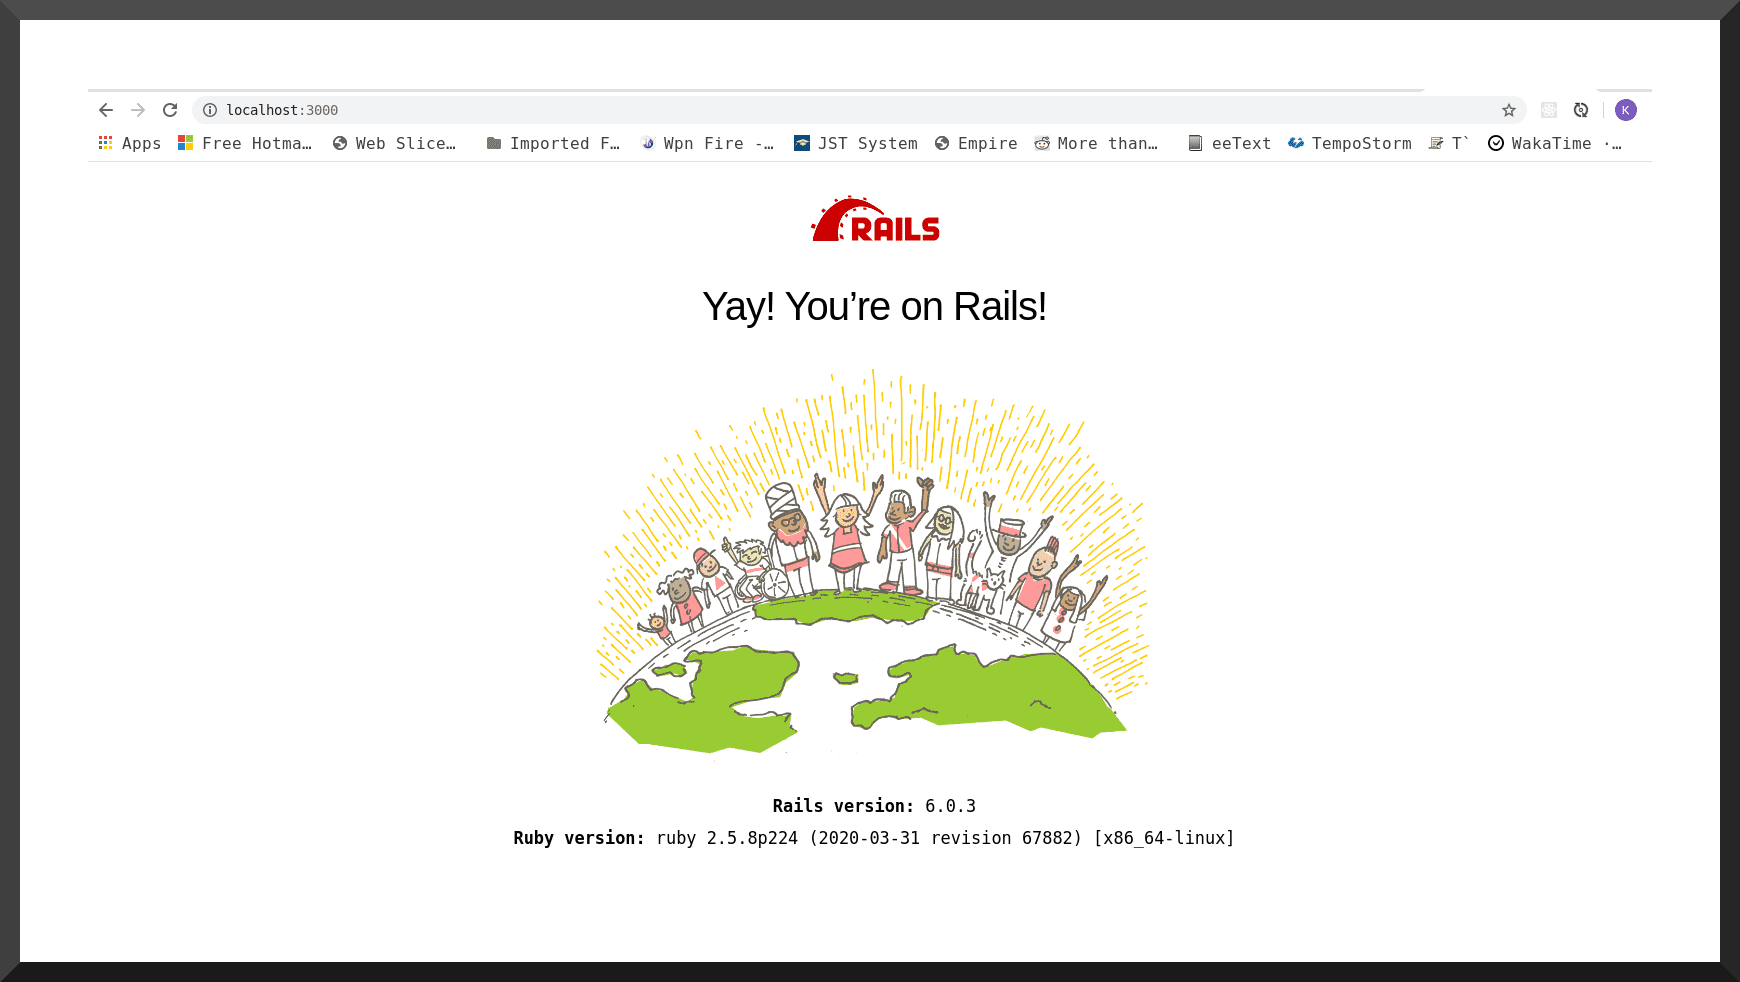 localhost:3000
K
Apps Free Hotma… Web Slice… Imported F… Wpn Fire -… JST System Empire More than… eeText TempoStorm T` WakaTime ·…
RAILS
Yay! You’re on Rails!
Rails version: 6.0.3
Ruby version: ruby 2.5.8p224 (2020-03-31 revision 67882) [x86_64-linux]